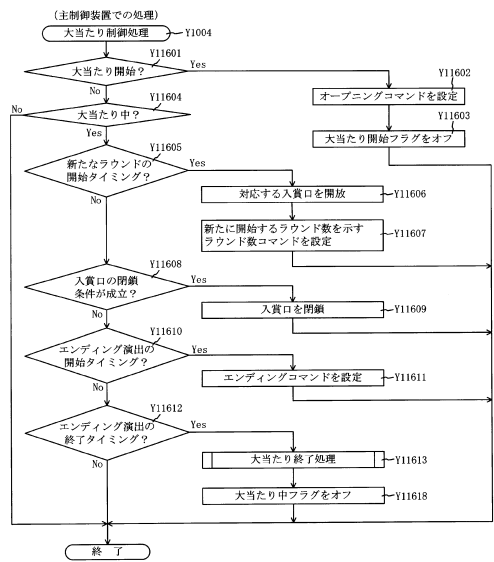 (主制御装置での処理)
大当たり制御処理
Y1004
Y11601
大当たり開始?
Yes
No
Y11602
オープニングコマンドを設定
Y11603
大当たり開始フラグをオフ
Y11604
No
大当たり中?
Yes
Y11605
新たなラウンドの
開始タイミング?
Yes
No
対応する入賞口を開放
Y11606
新たに開始するラウンド数を示す
ラウンド数コマンドを設定
Y11607
Y11608
入賞口の閉鎖
条件が成立?
Yes
No
入賞口を閉鎖
Y11609
Y11610
エンディング演出の
開始タイミング?
Yes
No
エンディングコマンドを設定
Y11611
Y11612
エンディング演出の
終了タイミング?
Yes
No
大当たり終了処理
Y11613
大当たり中フラグをオフ
Y11618
終 了